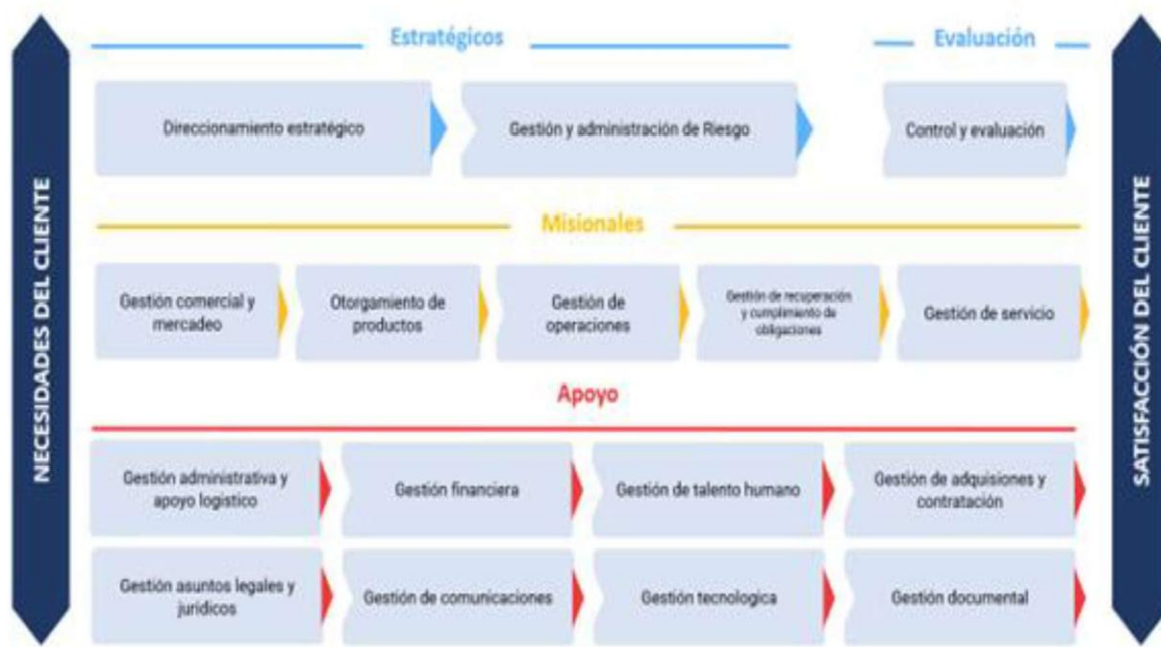 Estratégicos
Evaluación
Direccionamiento estratégico
Gestión y administración de Riesgo
Control y evaluación
NECESIDADES DEL CLIENTE
SATISFACCIÓN DEL CLIENTE
Misionales
Gestión comercial y
mercadeo
Otorgamiento de
productos
Gestión de
operaciones
Gestión de recuperación
y cumplimiento de
obligaciones
Gestión de servicio
Apoyo
Gestión administrativa y
apoyo logístico
Gestión financiera
Gestión de talento humano
Gestión de adquisiciones y
contratación
Gestión asuntos legales y
jurídicos
Gestión de comunicaciones
Gestión tecnologica
Gestión documental